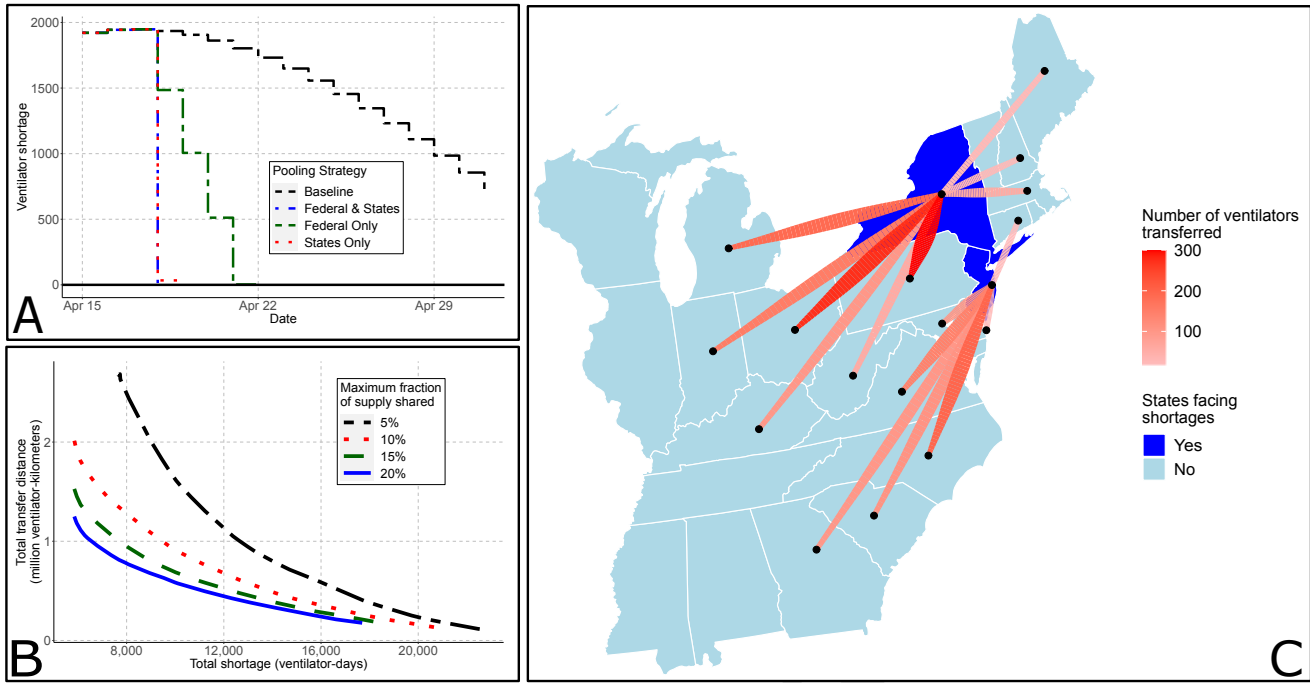 2000
1500
1000
500
0
Ventilator shortage
Apr 15
Apr 22
Apr 29
Date
Pooling Strategy
Baseline
Federal & States
Federal Only
States Only
A
2
1
0
Total transfer distance
(million ventilator-kilometers)
8,000
12,000
16,000
20,000
Total shortage (ventilator-days)
Maximum fraction
of supply shared
5%
10%
15%
20%
B
Number of ventilators
transferred
300
200
100
States facing
shortages
Yes
No
C